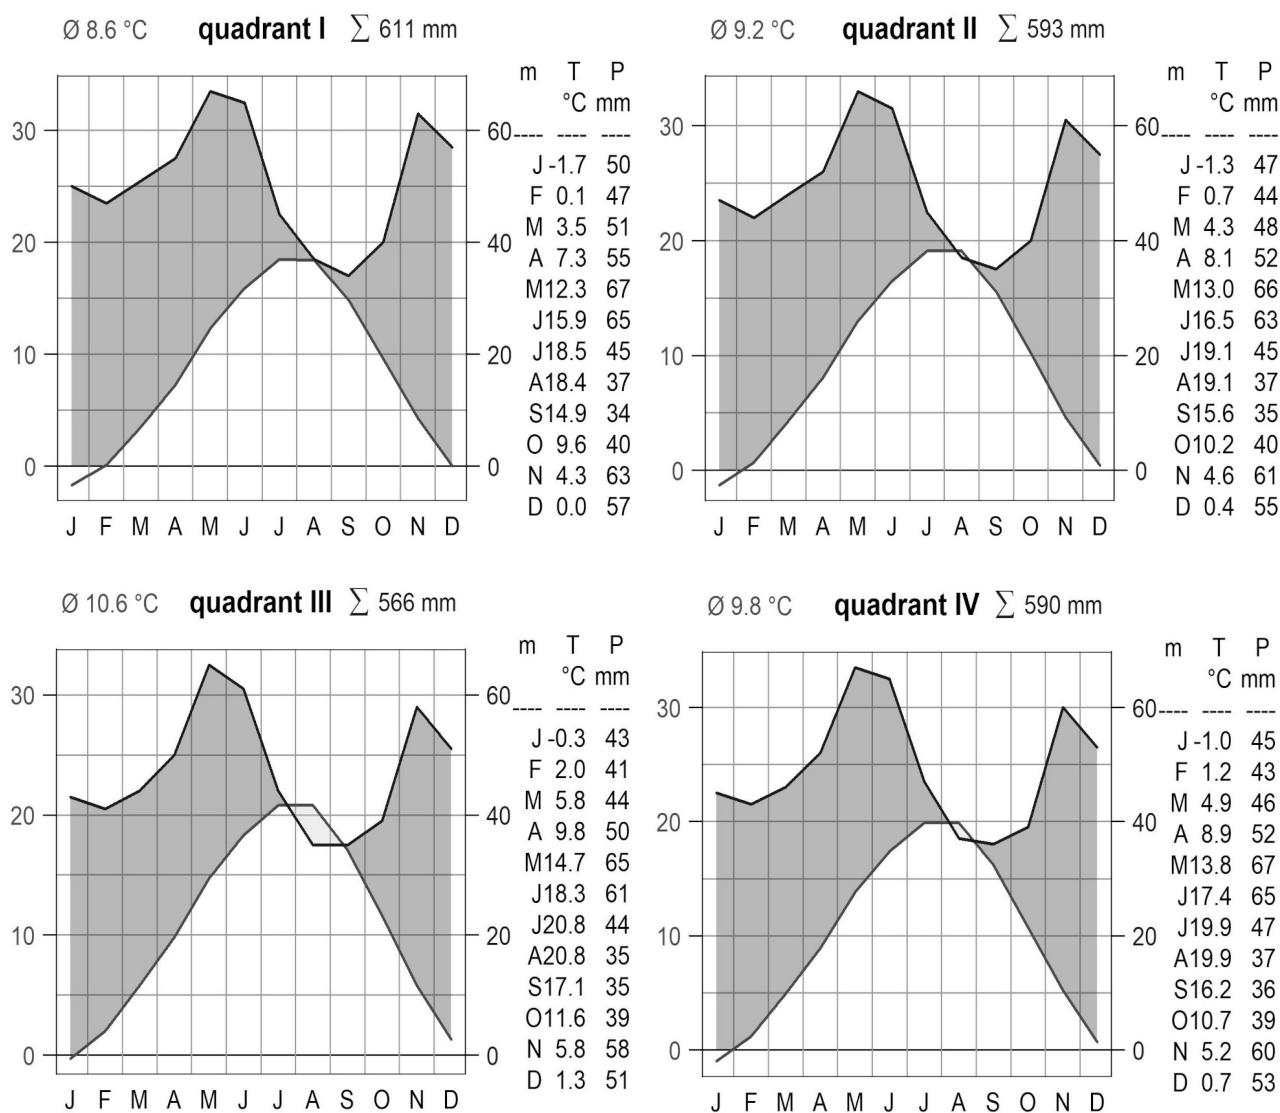 Ø 8.6 °C quadrant I ∑ 611 mm
m T P
°C mm
---- ---- ----
J -1.7 50
F 0.1 47
M 3.5 51
A 7.3 55
M12.3 67
J15.9 65
J18.5 45
A18.4 37
S14.9 34
O 9.6 40
N 4.3 63
D 0.0 57
30
20
10
0
60
40
20
0
J F M A M J J A S O N D
Ø 9.2 °C quadrant II ∑ 593 mm
m T P
°C mm
---- ---- ----
J -1.3 47
F 0.7 44
M 4.3 48
A 8.1 52
M13.0 66
J16.5 63
J19.1 45
A19.1 37
S15.6 35
O10.2 40
N 4.6 61
D 0.4 55
30
20
10
0
60
40
20
0
J F M A M J J A S O N D
Ø 10.6 °C quadrant III ∑ 566 mm
m T P
°C mm
---- ---- ----
J -0.3 43
F 2.0 41
M 5.8 44
A 9.8 50
M14.7 65
J18.3 61
J20.8 44
A20.8 35
S17.1 35
O11.6 39
N 5.8 58
D 1.3 51
30
20
10
0
60
40
20
0
J F M A M J J A S O N D
Ø 9.8 °C quadrant IV ∑ 590 mm
m T P
°C mm
---- ---- ----
J -1.0 45
F 1.2 43
M 4.9 46
A 8.9 52
M13.8 67
J17.4 65
J19.9 47
A19.9 37
S16.2 36
O10.7 39
N 5.2 60
D 0.7 53
30
20
10
0
60
40
20
0
J F M A M J J A S O N D